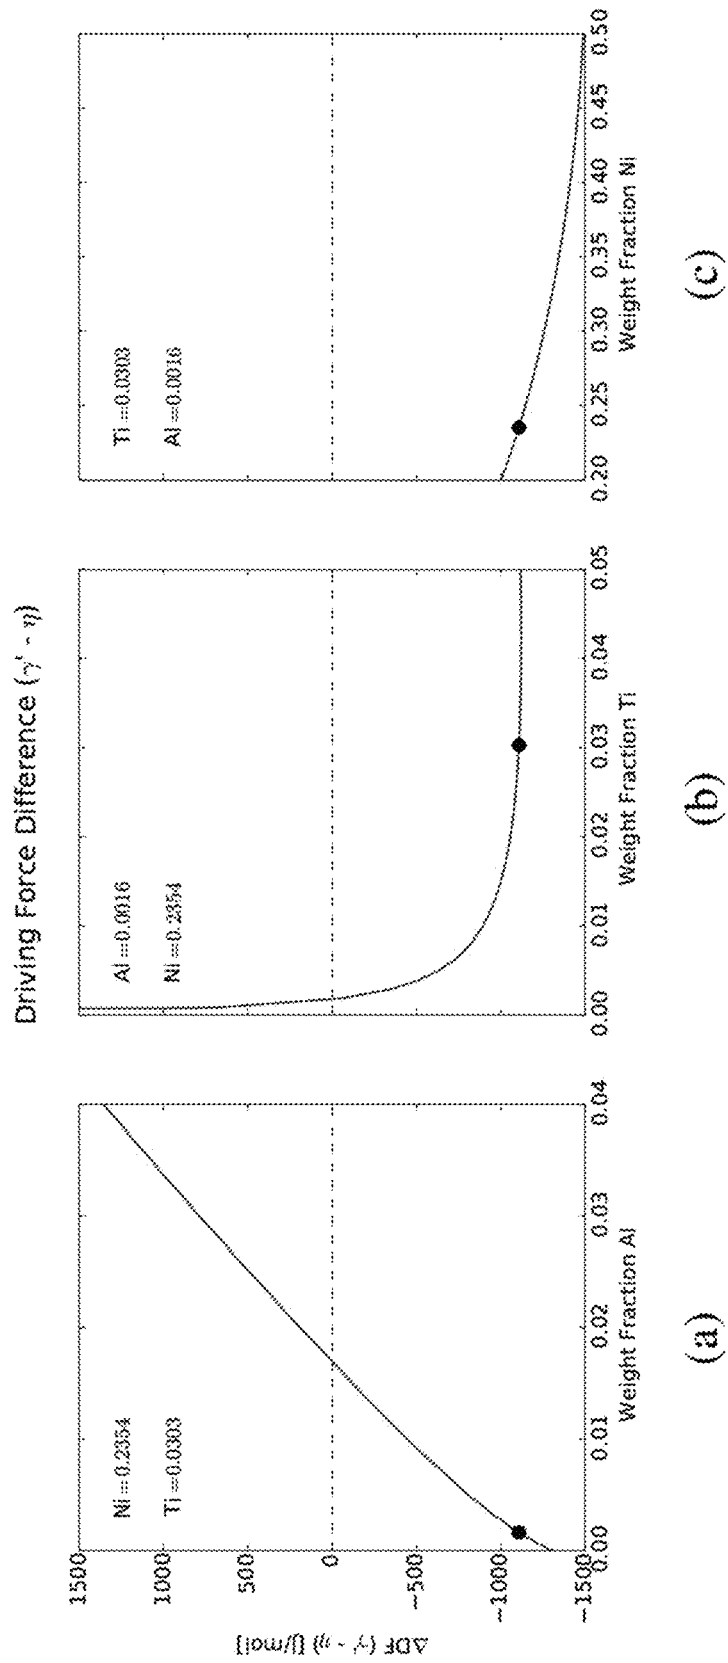 Driving Force Difference (γ' - η)
ΔDF (γ' - η) [J/mol]
1500
1000
500
0
−500
−1000
−1500
Ni=0.2354
Ti=0.0303
0.00 0.01 0.02 0.03 0.04
Weight Fraction Al
(a)
Al=0.0016
Ni=0.2354
0.00 0.01 0.02 0.03 0.04 0.05
Weight Fraction Ti
(b)
Ti=0.0303
Al=0.0016
0.20 0.25 0.30 0.35 0.40 0.45 0.50
Weight Fraction Ni
(c)